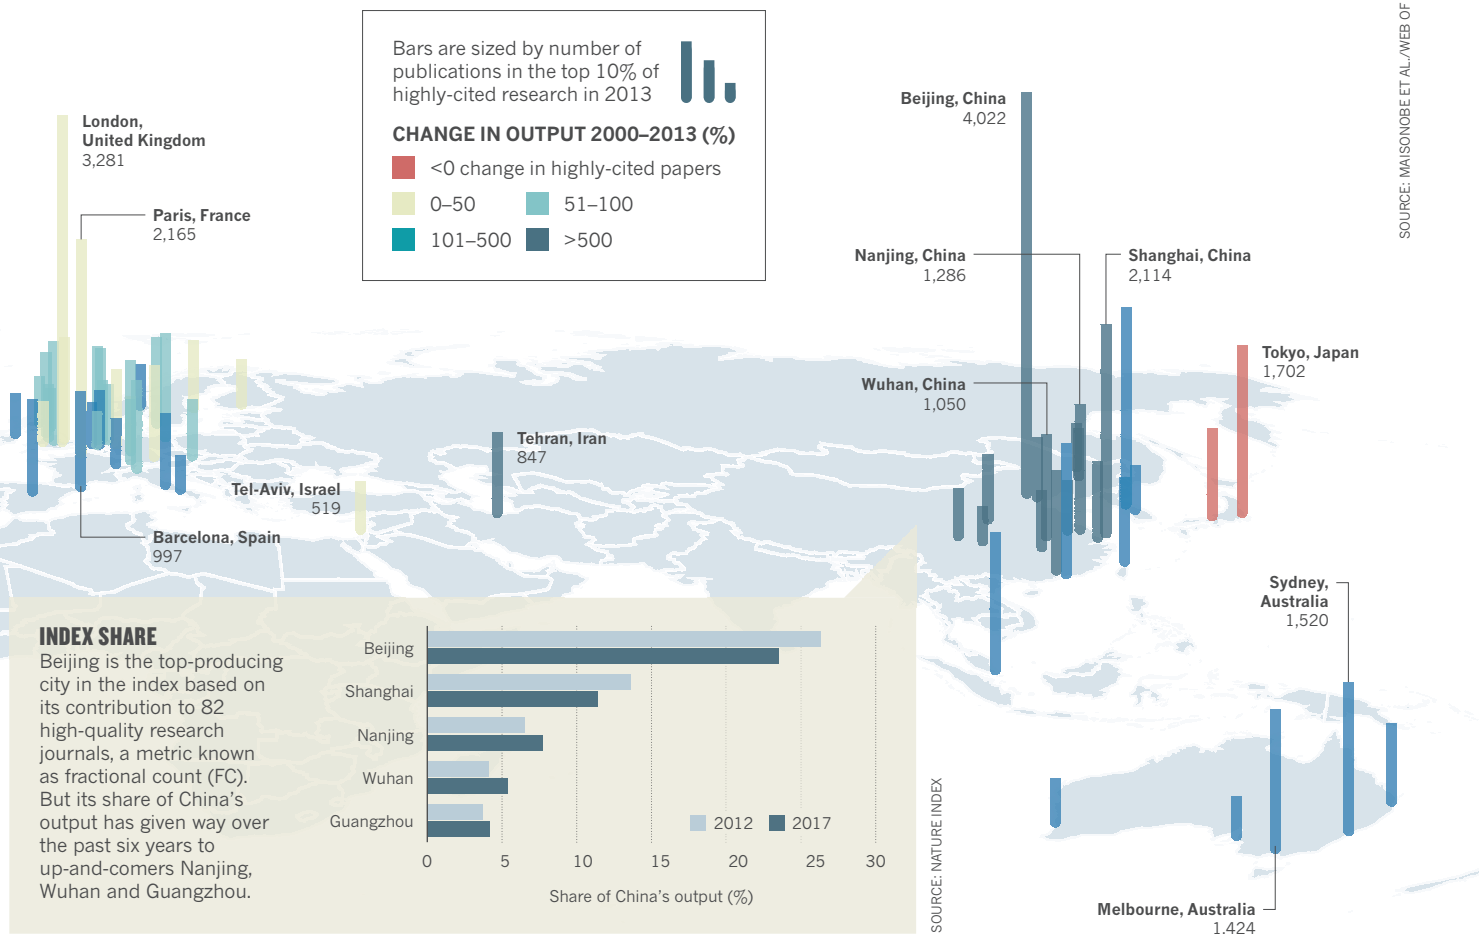 Bars are sized by number of
publications in the top 10% of
highly-cited research in 2013
CHANGE IN OUTPUT 2000–2013 (%)
<0 change in highly-cited papers
0–50
51–100
101–500
>500
London,
United Kingdom
3,281
Paris, France
2,165
Beijing, China
4,022
Nanjing, China
1,286
Shanghai, China
2,114
Wuhan, China
1,050
Tokyo, Japan
1,702
Tehran, Iran
847
Tel-Aviv, Israel
519
Barcelona, Spain
997
Sydney,
Australia
1,520
Melbourne, Australia
1,424
SOURCE: MAISONOBE ET AL./WEB OF
INDEX SHARE
Beijing is the top-producing
city in the index based on
its contribution to 82
high-quality research
journals, a metric known
as fractional count (FC).
But its share of China’s
output has given way over
the past six years to
up-and-comers Nanjing,
Wuhan and Guangzhou.
Beijing
Shanghai
Nanjing
Wuhan
Guangzhou
2012
2017
0 5 10 15 20 25 30
Share of China’s output (%)
SOURCE: NATURE INDEX